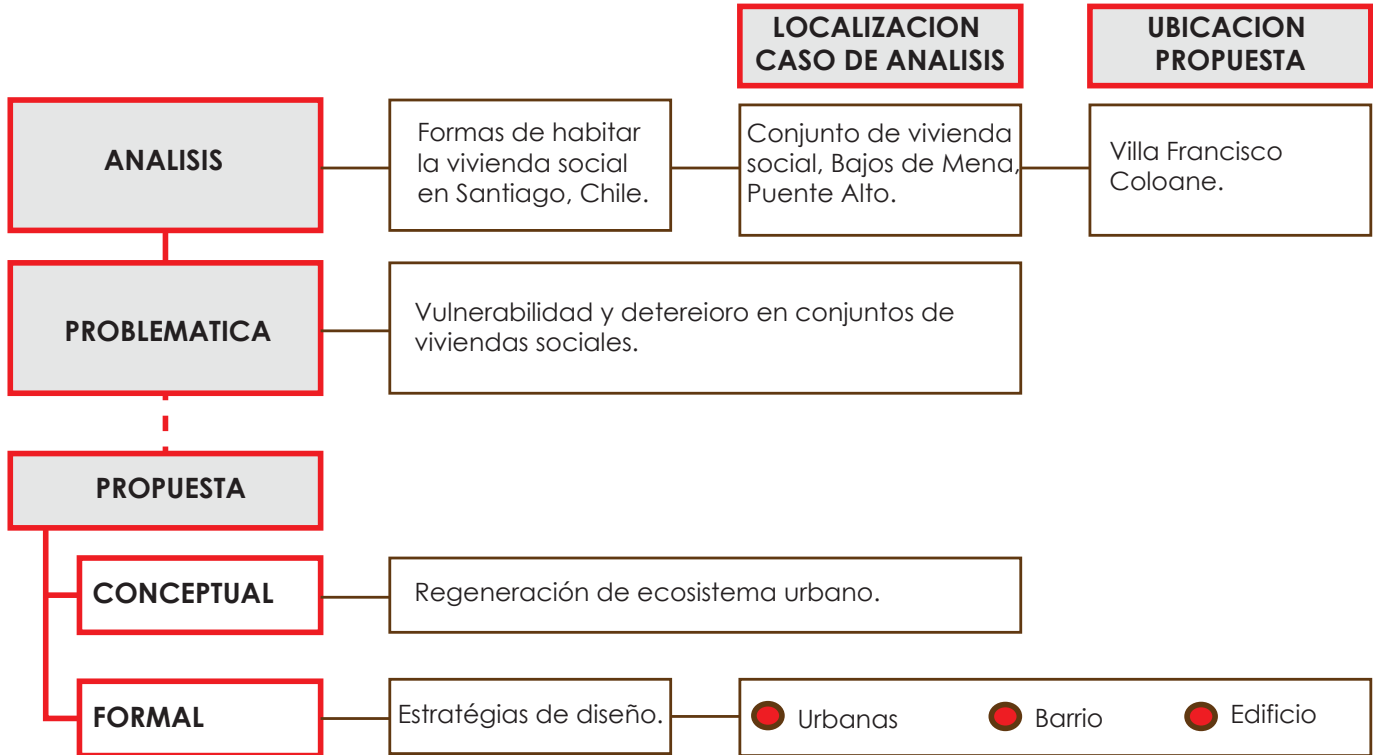 LOCALIZACION
CASO DE ANALISIS
UBICACION
PROPUESTA
ANALISIS
Formas de habitar
la vivienda social
en Santiago, Chile.
Conjunto de vivienda
social, Bajos de Mena,
Puente Alto.
Villa Francisco
Coloane.
PROBLEMATICA
Vulnerabilidad y detereioro en conjuntos de
viviendas sociales.
PROPUESTA
CONCEPTUAL
Regeneración de ecosistema urbano.
FORMAL
Estratégias de diseño.
Urbanas
Barrio
Edificio